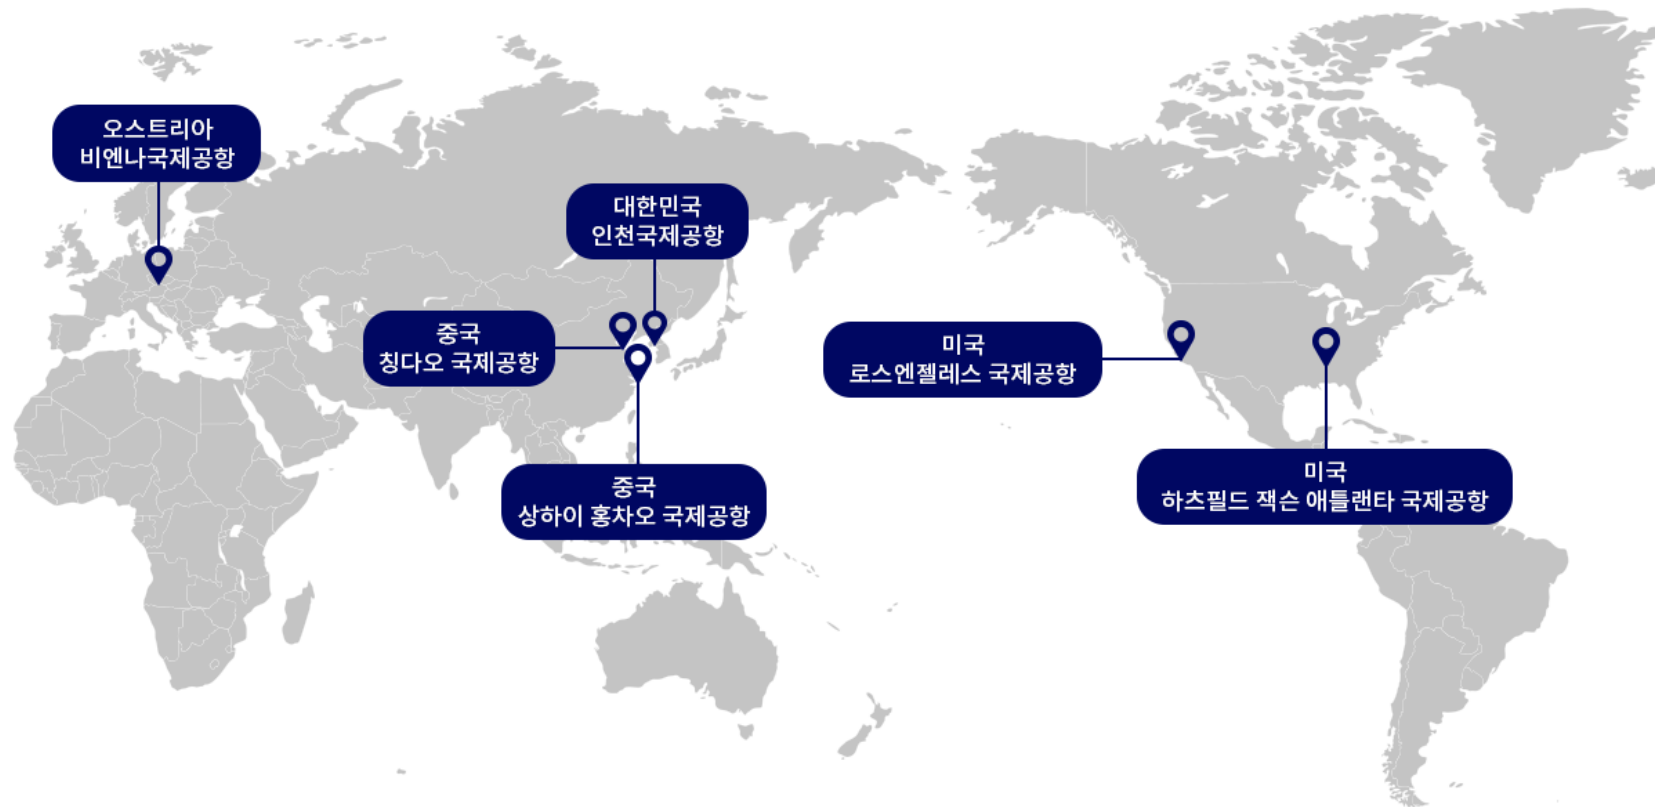 오스트리아
비엔나국제공항
대한민국
인천국제공항
중국
칭다오 국제공항
중국
상하이 홍차오 국제공항
미국
로스엔젤레스 국제공항
미국
하츠필드 잭슨 애틀랜타 국제공항